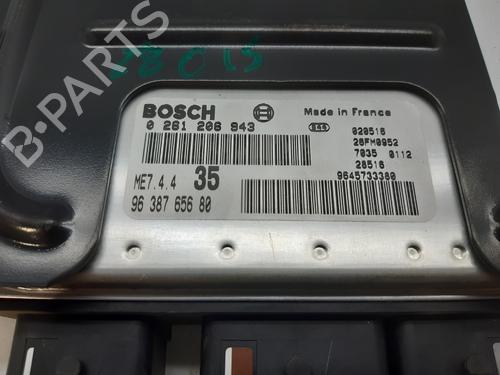 78015
BOSCH
Made in France
0 261 206 943
020516
26FM0952
7035 0112
28516
9645733380
ME7.4.4 35
96 387 656 80
B-PARTS